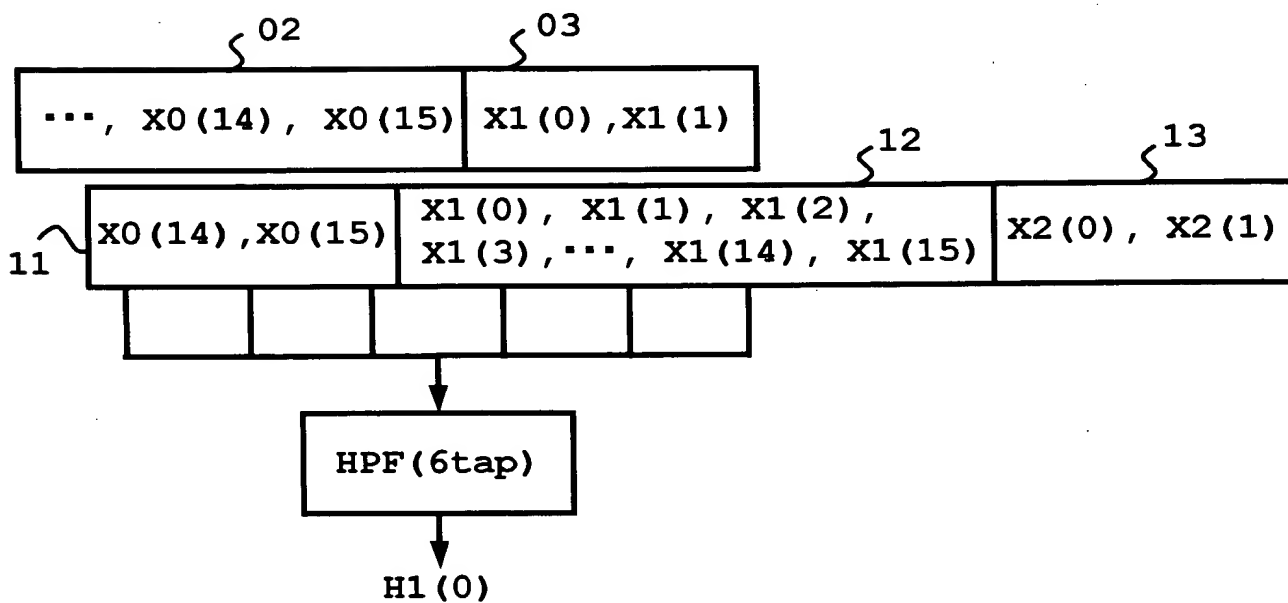 02
03
▪▪▪, X0(14), X0(15)
X1(0),X1(1)
12
13
11
X0(14),X0(15)
X1(0), X1(1), X1(2),
X1(3),▪▪▪, X1(14), X1(15)
X2(0), X2(1)
HPF(6tap)
H1(0)